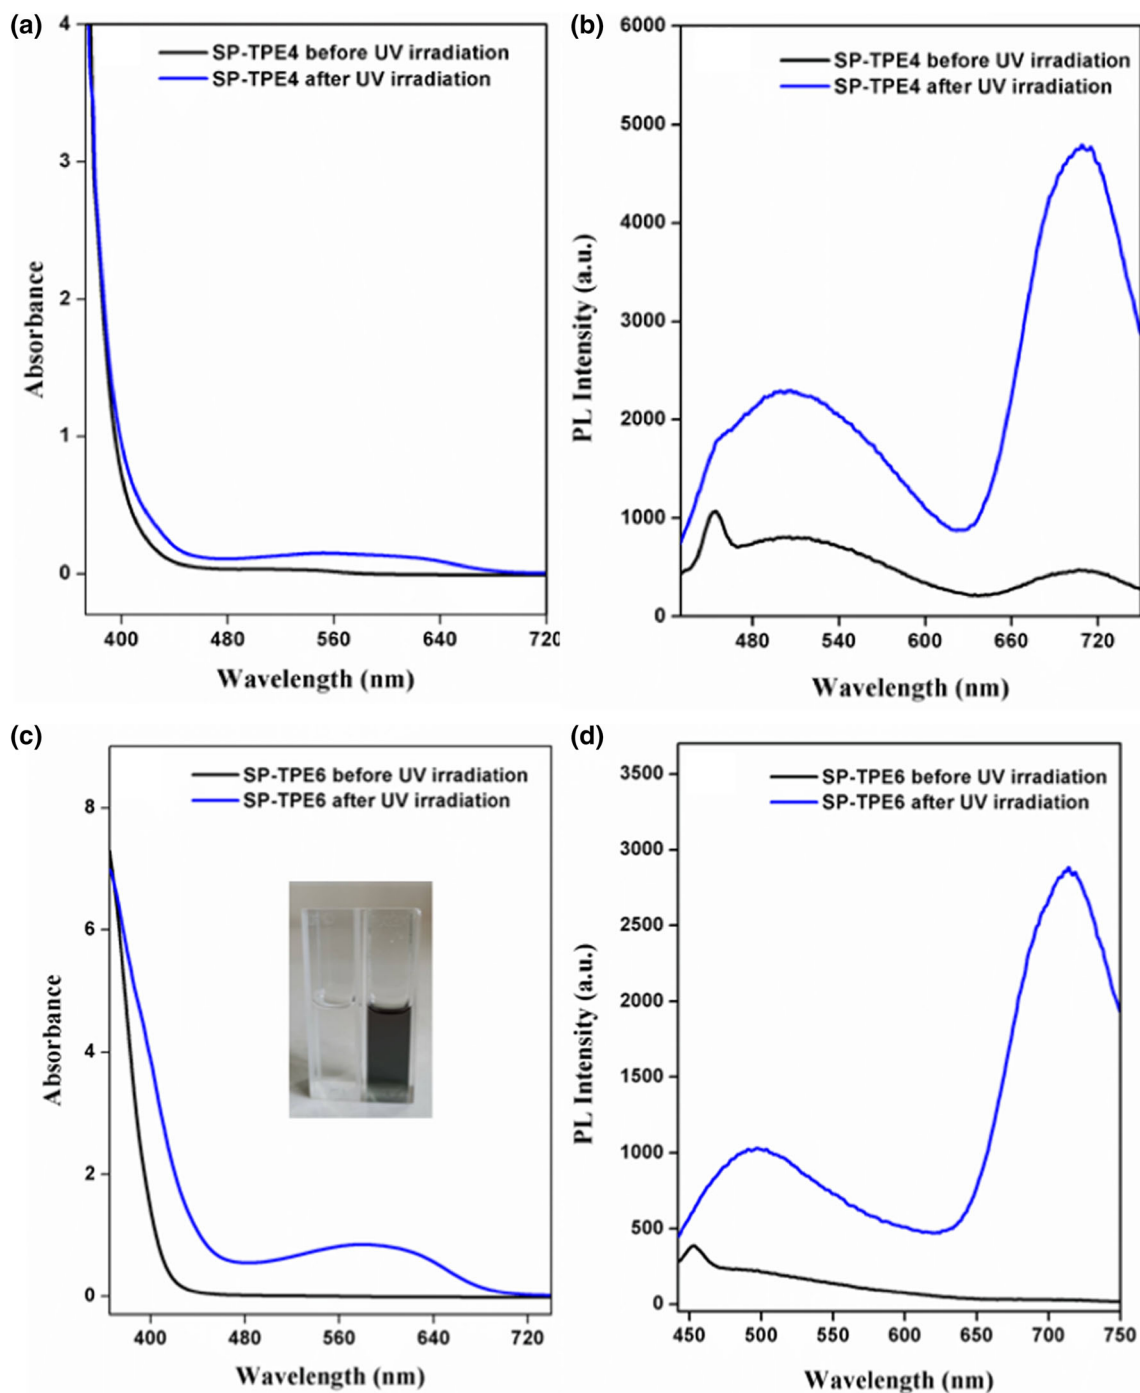 (a)
4
3
2
1
0
Absorbance
SP-TPE4 before UV irradiation
SP-TPE4 after UV irradiation
400 480 560 640 720
Wavelength (nm)
(b)
6000
5000
4000
3000
2000
1000
0
PL Intensity (a.u.)
SP-TPE4 before UV irradiation
SP-TPE4 after UV irradiation
480 540 600 660 720
Wavelength (nm)
(c)
8
6
4
2
0
Absorbance
SP-TPE6 before UV irradiation
SP-TPE6 after UV irradiation
400 480 560 640 720
Wavelength (nm)
(d)
3500
3000
2500
2000
1500
1000
500
0
PL Intensity (a.u.)
SP-TPE6 before UV irradiation
SP-TPE6 after UV irradiation
450 500 550 600 650 700 750
Wavelength (nm)